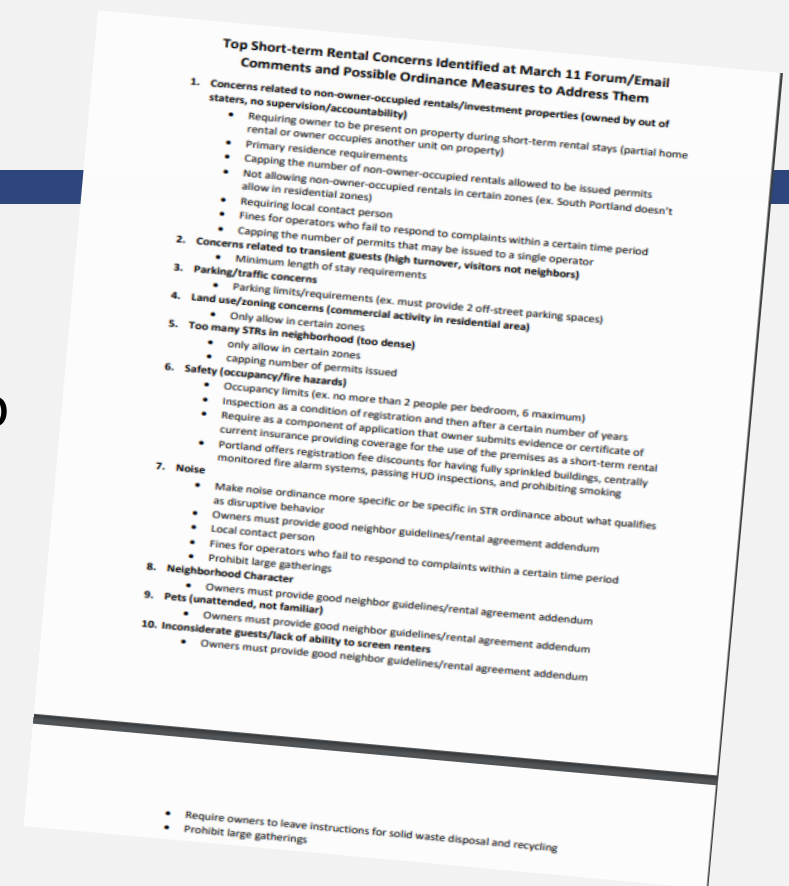 Top Short-term Rental Concerns Identified at March 11 Forum/Email
Comments and Possible Ordinance Measures to Address Them
1. Concerns related to non-owner-occupied rentals/investment properties (owned by out of
staters, no supervision/accountability)
• Requiring owner to be present on property during short-term rental stays (partial home
rental or owner occupies another unit on property)
• Primary residence requirements
• Capping the number of non-owner-occupied rentals allowed to be issued permits
• Not allowing non-owner-occupied rentals in certain zones (ex. South Portland doesn't
allow in residential zones)
• Requiring local contact person
• Fines for operators who fail to respond to complaints within a certain time period
• Capping the number of permits that may be issued to a single operator
2. Concerns related to transient guests (high turnover, visitors not neighbors)
• Minimum length of stay requirements
3. Parking/traffic concerns
• Parking limits/requirements (ex. must provide 2 off-street parking spaces)
4. Land use/zoning concerns (commercial activity in residential area)
• Only allow in certain zones
5. Too many STRs in neighborhood (too dense)
• only allow in certain zones
• capping number of permits issued
6. Safety (occupancy/fire hazards)
• Occupancy limits (ex. no more than 2 people per bedroom, 6 maximum)
• Inspection as a condition of registration and then after a certain number of years
• Require as a component of application that owner submits evidence or certificate of
current insurance providing coverage for the use of the premises as a short-term rental
• Portland offers registration fee discounts for having fully sprinkled buildings, centrally
monitored fire alarm systems, passing HUD inspections, and prohibiting smoking
7. Noise
• Make noise ordinance more specific or be specific in STR ordinance about what qualifies
as disruptive behavior
• Owners must provide good neighbor guidelines/rental agreement addendum
• Local contact person
• Fines for operators who fail to respond to complaints within a certain time period
• Prohibit large gatherings
8. Neighborhood Character
• Owners must provide good neighbor guidelines/rental agreement addendum
9. Pets (unattended, not familiar)
• Owners must provide good neighbor guidelines/rental agreement addendum
10. Inconsiderate guests/lack of ability to screen renters
• Owners must provide good neighbor guidelines/rental agreement addendum
• Require owners to leave instructions for solid waste disposal and recycling
• Prohibit large gatherings